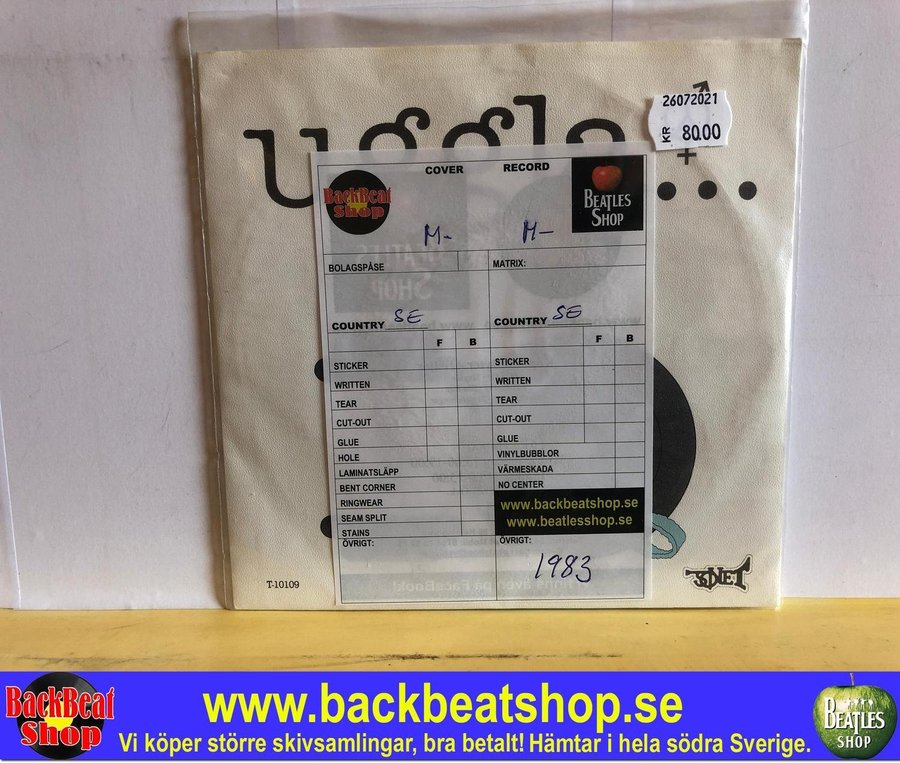 uggla
...
26072021
KR 80.00
BackBeat
Shop
COVER RECORD
BEATLES
SHOP
M- M-
BOLAGSPÅSE MATRIX:
COUNTRY SE COUNTRY SE
F B F B
STICKER STICKER
WRITTEN WRITTEN
TEAR TEAR
CUT-OUT CUT-OUT
GLUE GLUE
HOLE VINYLBUBBLOR
LAMINATSLÄPP VÄRMESKADA
BENT CORNER NO CENTER
RINGWEAR
SEAM SPLIT
STAINS
www.backbeatshop.se
www.beatlesshop.se
ÖVRIGT: ÖVRIGT:
1983
T-10109
BackBeat
Shop
www.backbeatshop.se
Vi köper större skivsamlingar, bra betalt! Hämtar i hela södra Sverige.
BEATLES
SHOP